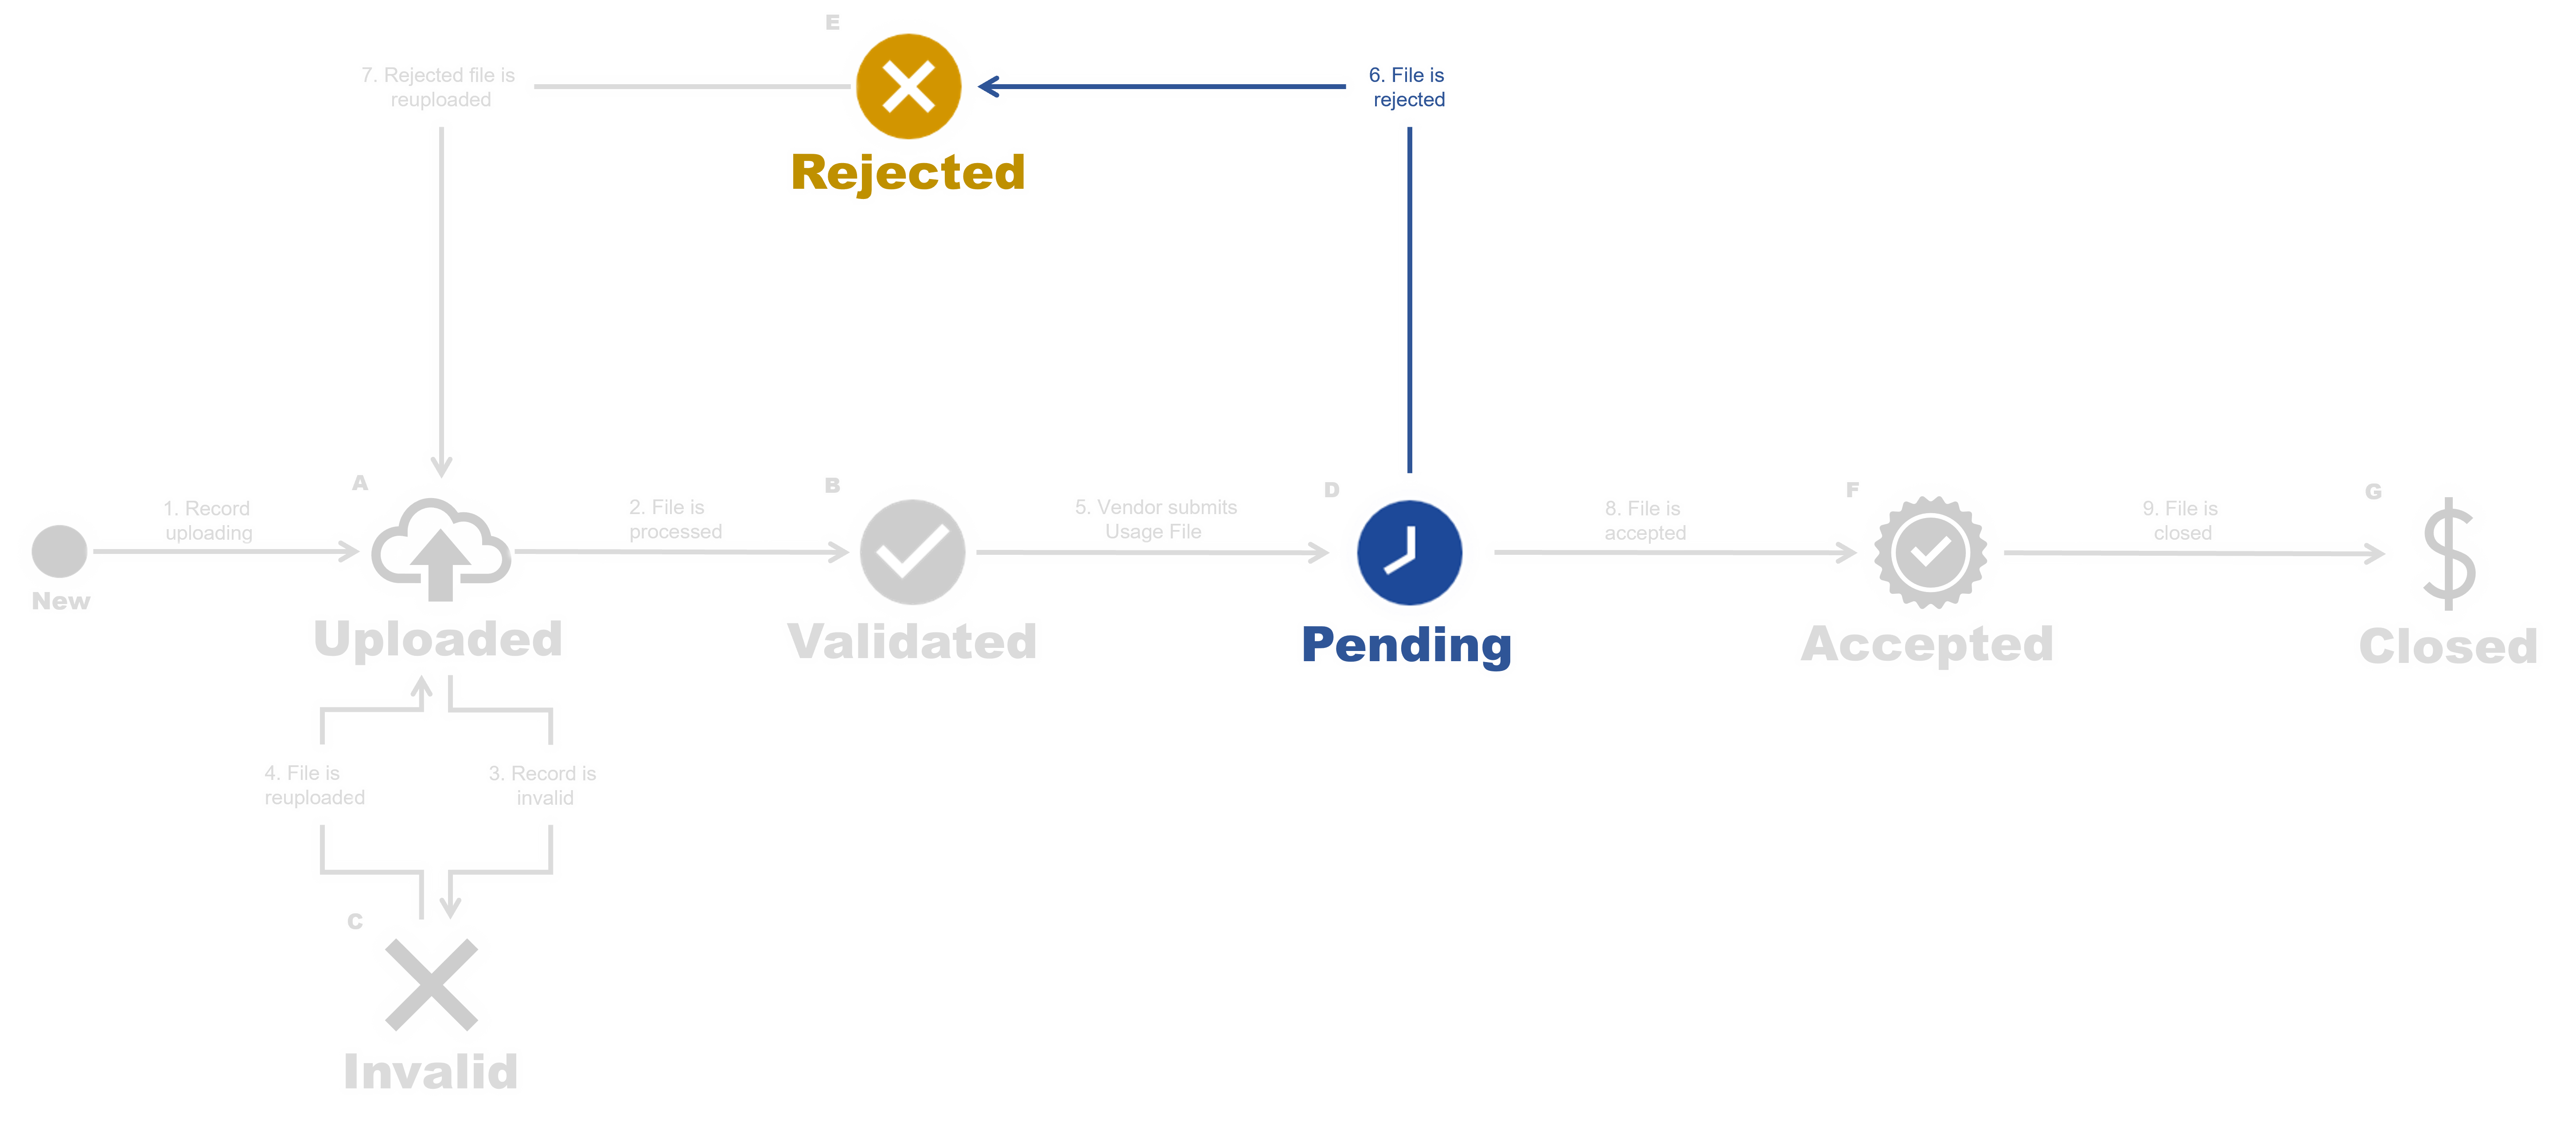 E
7. Rejected file is
reuploaded
6. File is
rejected
Rejected
A
B
D
F
G
1. Record
uploading
2. File is
processed
5. Vendor submits
Usage File
8. File is
accepted
9. File is
closed
New
Uploaded
Validated
Pending
Accepted
Closed
4. File is
reuploaded
3. Record is
invalid
C
Invalid